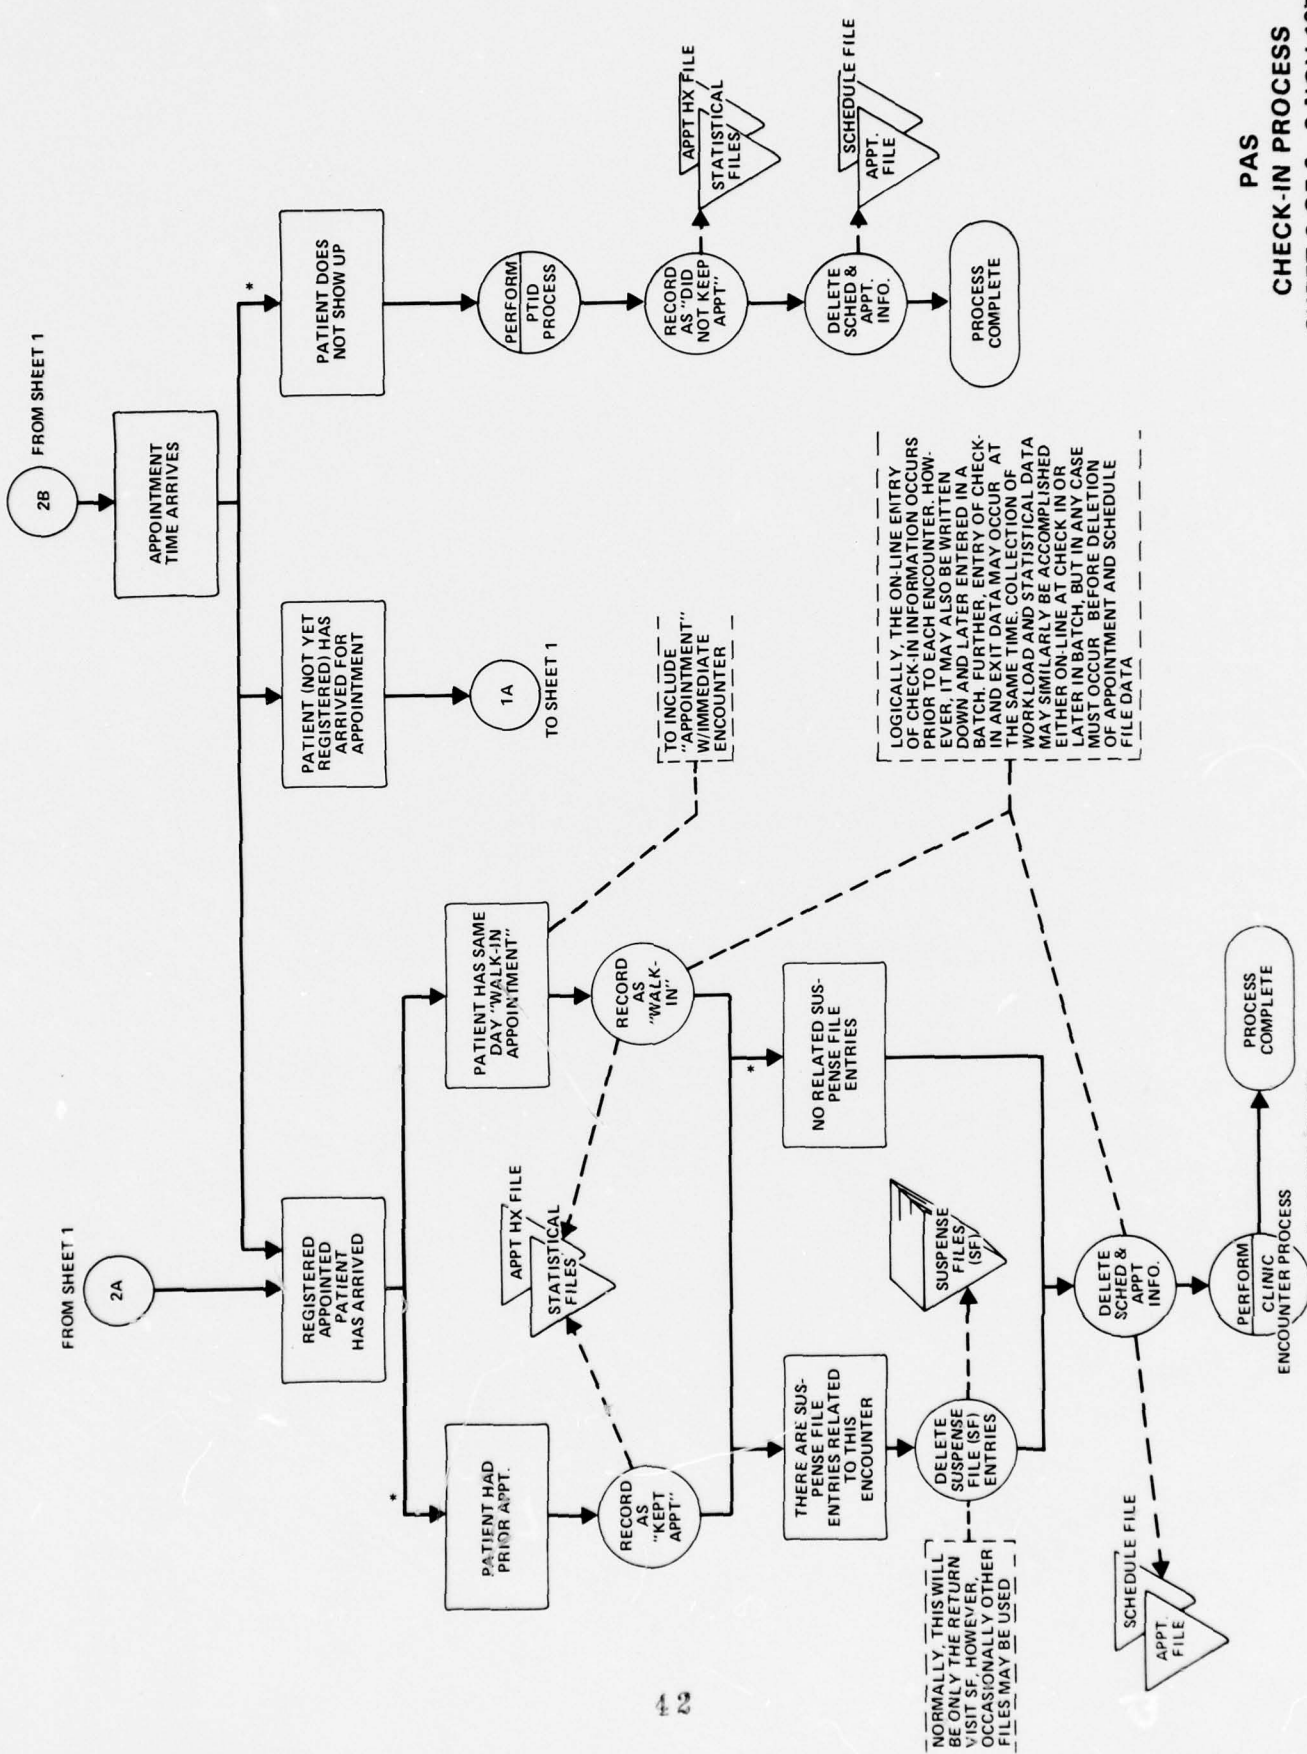 FROM SHEET 1
2A
FROM SHEET 1
2B
APPOINTMENT
TIME ARRIVES
REGISTERED
APPOINTED
PATIENT
HAS ARRIVED
PATIENT (NOT YET
REGISTERED) HAS
ARRIVED FOR
APPOINTMENT
*
PATIENT DOES
NOT SHOW UP
*
PATIENT HAD
PRIOR APPT.
PATIENT HAS SAME
DAY "WALK-IN
APPOINTMENT"
1A
TO SHEET 1
PERFORM
PTID
PROCESS
RECORD
AS
"KEPT
APPT"
APPT HX FILE
STATISTICAL
FILES
RECORD
AS
"WALK-
IN"
TO INCLUDE
"APPOINTMENT"
W/IMMEDIATE
ENCOUNTER
RECORD
AS "DID
NOT KEEP
APPT"
APPT HX FILE
STATISTICAL
FILES
THERE ARE SUS-
PENSE FILE
ENTRIES RELATED
TO THIS
ENCOUNTER
*
NO RELATED SUS-
PENSE FILE
ENTRIES
DELETE
SCHED &
APPT.
INFO.
SCHEDULE FILE
APPT.
FILE
NORMALLY, THIS WILL
BE ONLY THE RETURN
VISIT SF, HOWEVER,
OCCASIONALLY OTHER
FILES MAY BE USED
DELETE
SUSPENSE
FILE (SF)
ENTRIES
SUSPENSE
FILES
(SF)
LOGICALLY, THE ON-LINE ENTRY
OF CHECK-IN INFORMATION OCCURS
PRIOR TO EACH ENCOUNTER. HOW-
EVER, IT MAY ALSO BE WRITTEN
DOWN AND LATER ENTERED IN A
BATCH. FURTHER, ENTRY OF CHECK-
IN AND EXIT DATA MAY OCCUR AT
THE SAME TIME. COLLECTION OF
WORKLOAD AND STATISTICAL DATA
MAY SIMILARLY BE ACCOMPLISHED
EITHER ON-LINE AT CHECK IN OR
LATER IN BATCH, BUT IN ANY CASE
MUST OCCUR BEFORE DELETION
OF APPOINTMENT AND SCHEDULE
FILE DATA
PROCESS
COMPLETE
SCHEDULE FILE
APPT.
FILE
DELETE
SCHED &
APPT
INFO.
PERFORM
CLINIC
ENCOUNTER PROCESS
PROCESS
COMPLETE
PAS
CHECK-IN PROCESS
42